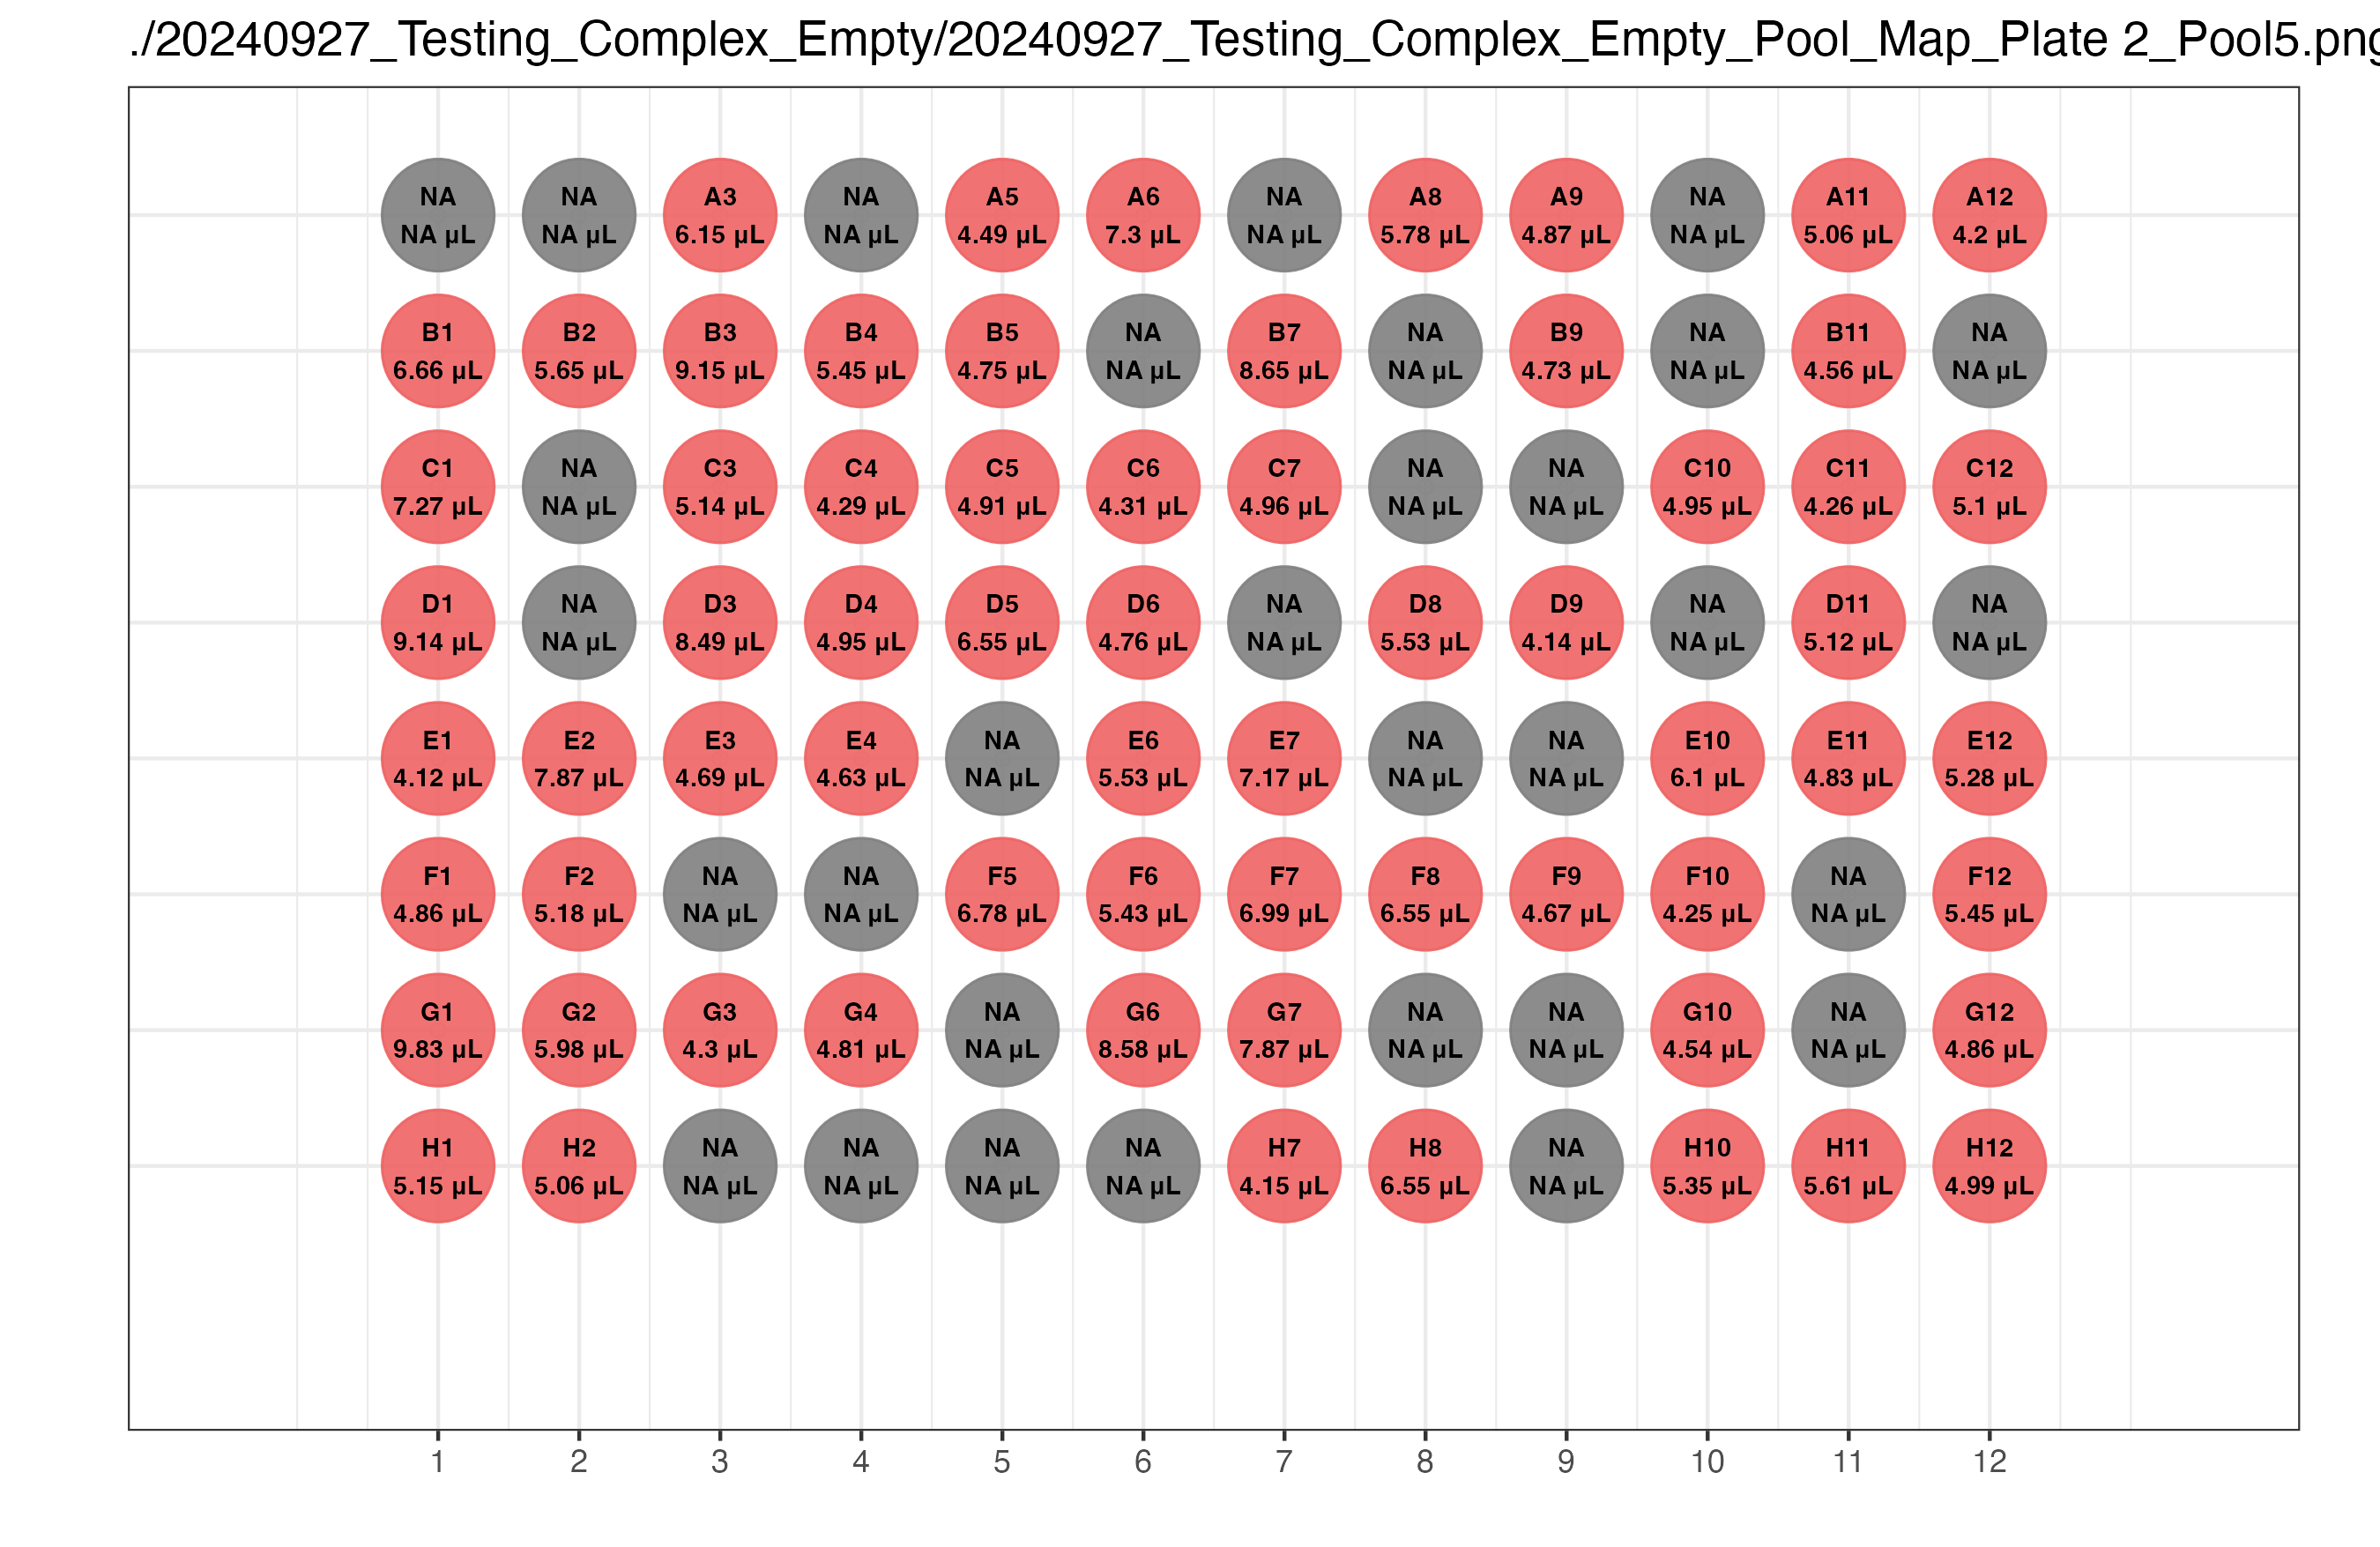 ./20240927_Testing_Complex_Empty/20240927_Testing_Complex_Empty_Pool_Map_Plate 2_Pool5.png
NA NA A3 NA A5 A6 NA A8 A9 NA A11 A12
NA µL NA µL 6.15 µL NA µL 4.49 µL 7.3 µL NA µL 5.78 µL 4.87 µL NA µL 5.06 µL 4.2 µL
B1 B2 B3 B4 B5 NA B7 NA B9 NA B11 NA
6.66 µL 5.65 µL 9.15 µL 5.45 µL 4.75 µL NA µL 8.65 µL NA µL 4.73 µL NA µL 4.56 µL NA µL
C1 NA C3 C4 C5 C6 C7 NA NA C10 C11 C12
7.27 µL NA µL 5.14 µL 4.29 µL 4.91 µL 4.31 µL 4.96 µL NA µL NA µL 4.95 µL 4.26 µL 5.1 µL
D1 NA D3 D4 D5 D6 NA D8 D9 NA D11 NA
9.14 µL NA µL 8.49 µL 4.95 µL 6.55 µL 4.76 µL NA µL 5.53 µL 4.14 µL NA µL 5.12 µL NA µL
E1 E2 E3 E4 NA E6 E7 NA NA E10 E11 E12
4.12 µL 7.87 µL 4.69 µL 4.63 µL NA µL 5.53 µL 7.17 µL NA µL NA µL 6.1 µL 4.83 µL 5.28 µL
F1 F2 NA NA F5 F6 F7 F8 F9 F10 NA F12
4.86 µL 5.18 µL NA µL NA µL 6.78 µL 5.43 µL 6.99 µL 6.55 µL 4.67 µL 4.25 µL NA µL 5.45 µL
G1 G2 G3 G4 NA G6 G7 NA NA G10 NA G12
9.83 µL 5.98 µL 4.3 µL 4.81 µL NA µL 8.58 µL 7.87 µL NA µL NA µL 4.54 µL NA µL 4.86 µL
H1 H2 NA NA NA NA H7 H8 NA H10 H11 H12
5.15 µL 5.06 µL NA µL NA µL NA µL NA µL 4.15 µL 6.55 µL NA µL 5.35 µL 5.61 µL 4.99 µL
1 2 3 4 5 6 7 8 9 10 11 12